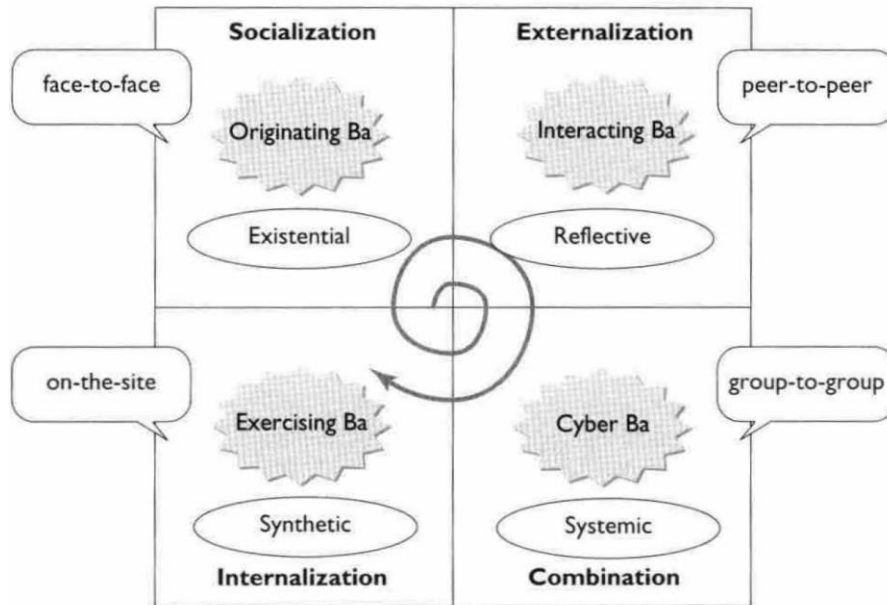 Socialization
Externalization
face-to-face
peer-to-peer
Originating Ba
Interacting Ba
Existential
Reflective
on-the-site
group-to-group
Exercising Ba
Cyber Ba
Synthetic
Systemic
Internalization
Combination